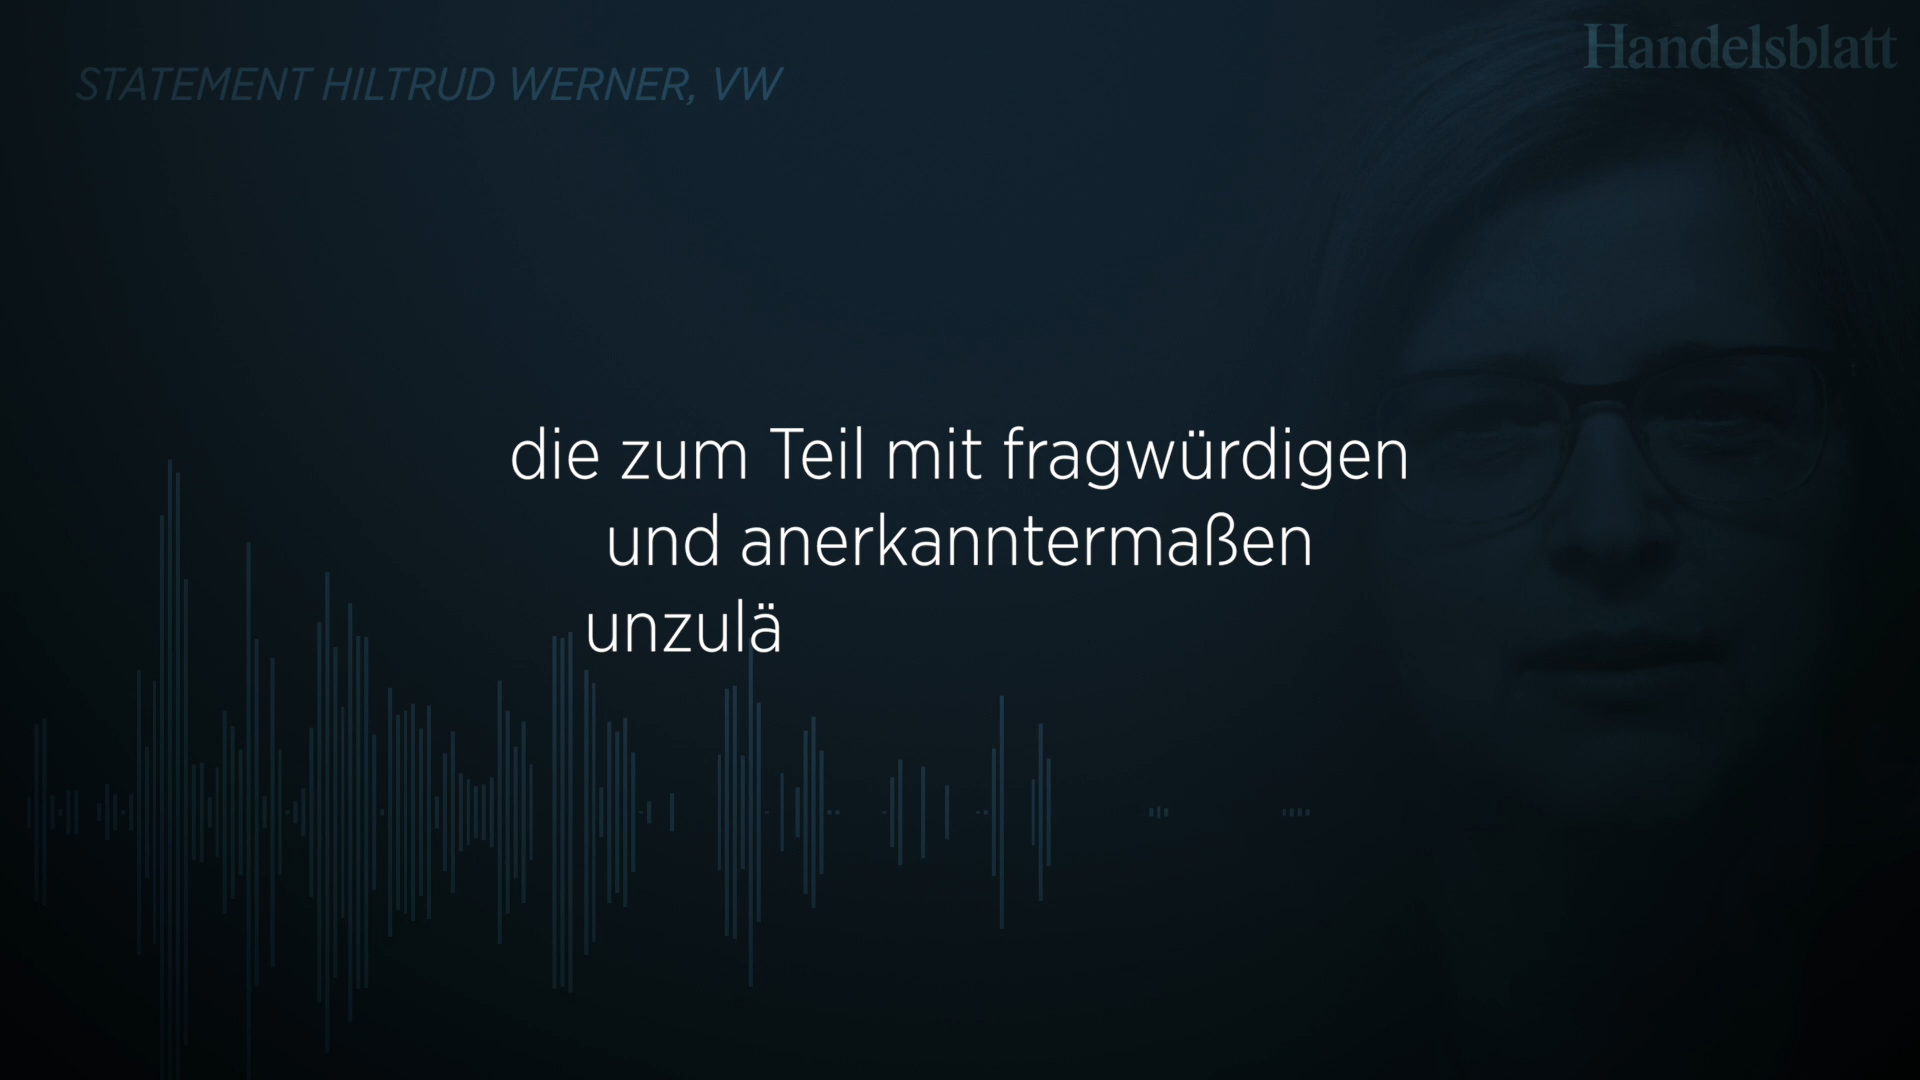 Handelsblatt
STATEMENT HILTRUD WERNER, VW
die zum Teil mit fragwürdigen
und anerkanntermaßen
unzulä